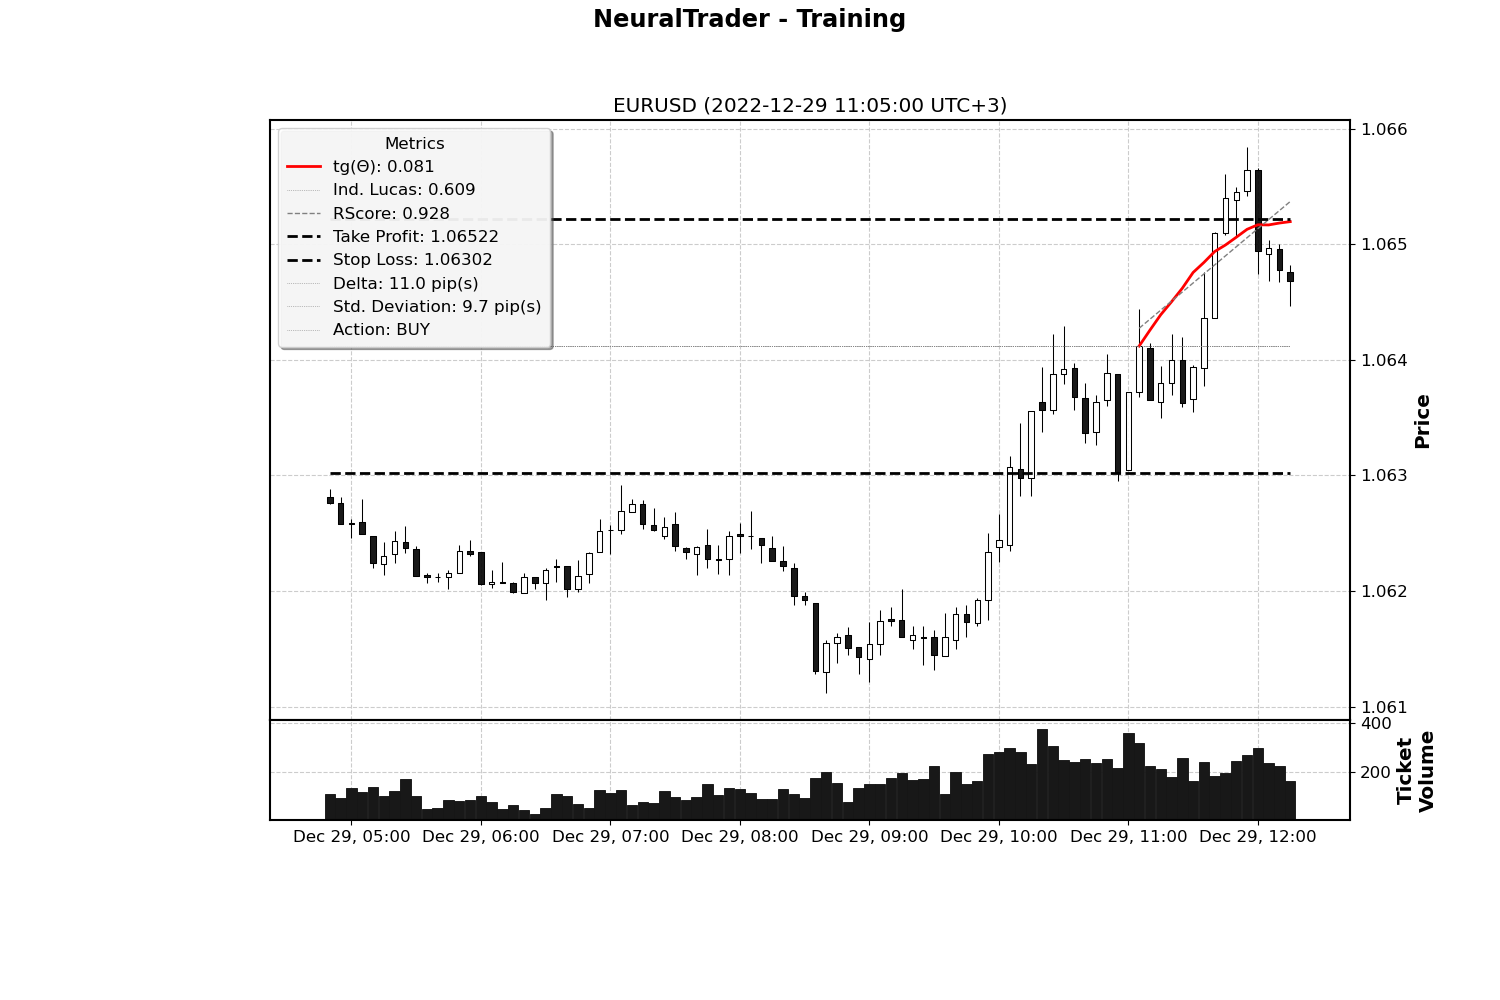 NeuralTrader - Training
EURUSD (2022-12-29 11:05:00 UTC+3)
Metrics
tg(Θ): 0.081
Ind. Lucas: 0.609
RScore: 0.928
Take Profit: 1.06522
Stop Loss: 1.06302
Delta: 11.0 pip(s)
Std. Deviation: 9.7 pip(s)
Action: BUY
1.066
1.065
1.064
1.063
1.062
1.061
Price
400
200
Ticket
Volume
Dec 29, 05:00 Dec 29, 06:00 Dec 29, 07:00 Dec 29, 08:00 Dec 29, 09:00 Dec 29, 10:00 Dec 29, 11:00 Dec 29, 12:00